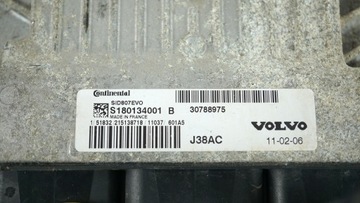 Continental
SID807EVO
S180134001 B 30788975
MADE IN FRANCE
1 51832 215138719 11037 601A5
VOLVO
J38AC 11-02-06